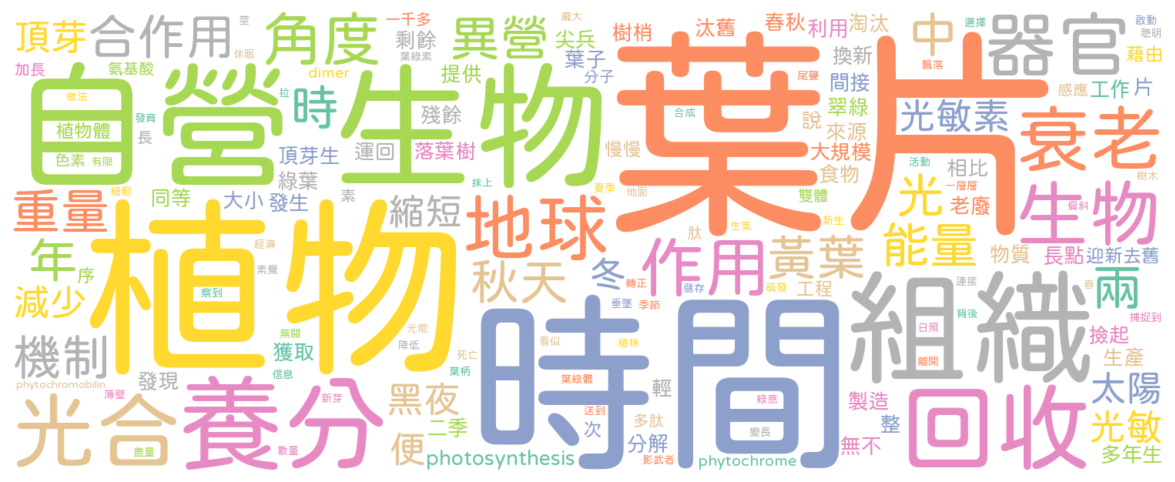 頂芽
合作用
角度
一千多
剩餘
葉綠素
異營
魔大
尖兵
樹梢
汰舊
春秋
利用
淘汰
中
器官
選擇
啟動
聰明
藉由
莖
休眠
加長
氨基酸
dimer
提供
葉子
分子
尾聲
換新
間接
飄落
感應
工作
片
自營
生物
葉片
做法
植物體
色素
有限
發育
長
拉
時
殘餘
運回
落葉樹
頂芽生
綠葉
合成
翠綠
說
來源
慢慢
大規模
食物
光敏素
衰老
活動
相比
一層層
樹木
重量
細胞
同等
大小
發生
素
縮短
抹上
地球
夏季
地面
雙體
生氣
新生
光
老廢
偏斜
生物
年
序
植物
經濟
素覺
察到
秋天
冬
肽
作用
黃葉
能量
物質
長點
迎新去舊
減少
無關
轉正
儲存
萌發
工程
連接
春
兩
垂墜
季節
背後
捕捉到
機制
獲取
光能
降低
時間
看似
植株
組織
日照
離開
撿起
生產
phytochromobilin
發現
信息
死亡
葉柄
葉綠體
輕
薄壁
新芽
光合
養分
黑夜
送到
綠意
製造
太陽
回收
二季
次
多肽
變長
整
光敏
盡量
數量
便
photosynthesis
分解
影武者
phytochrome
無不
多年生